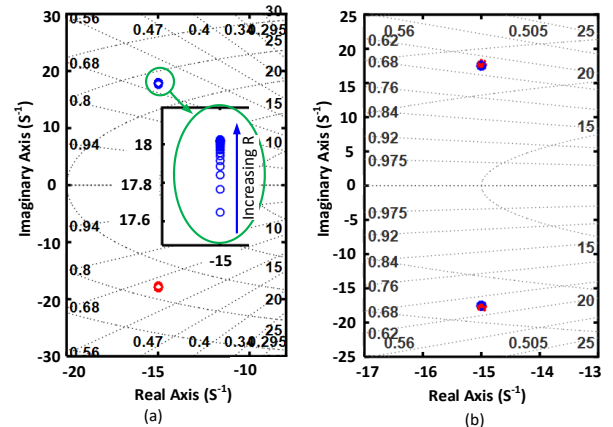 30 0.56 0.47 0.4 0.34 0.295
0.68
30
20
25
0.8
20
10
15
0.94
10
18
17.8
17.6
-15
Increasing R
0
0.94
-10
10
0.8
15
-20
20
0.68
25
-30 0.56 0.47 0.4 0.34 0.295
-20 -15 -10
Imaginary Axis (S-1)
Real Axis (S-1)
(a)
25 0.56 0.505 25
0.62
20 0.68 20
15 0.76
10 0.84 15
0.92
5 0.975
0
-5 0.975
0.92
-10 0.84 15
-15 0.76
0.68 20
-20 0.62
0.56 0.505 25
-25
-17 -16 -15 -14 -13
Imaginary Axis (S-1)
Real Axis (S-1)
(b)